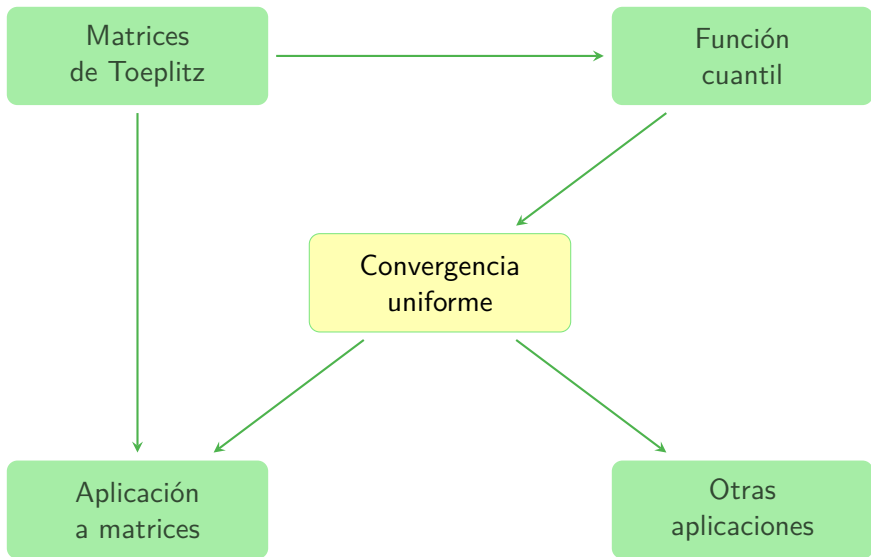 Matrices
de Toeplitz
Función
cuantil
Convergencia
uniforme
Aplicación
a matrices
Otras
aplicaciones